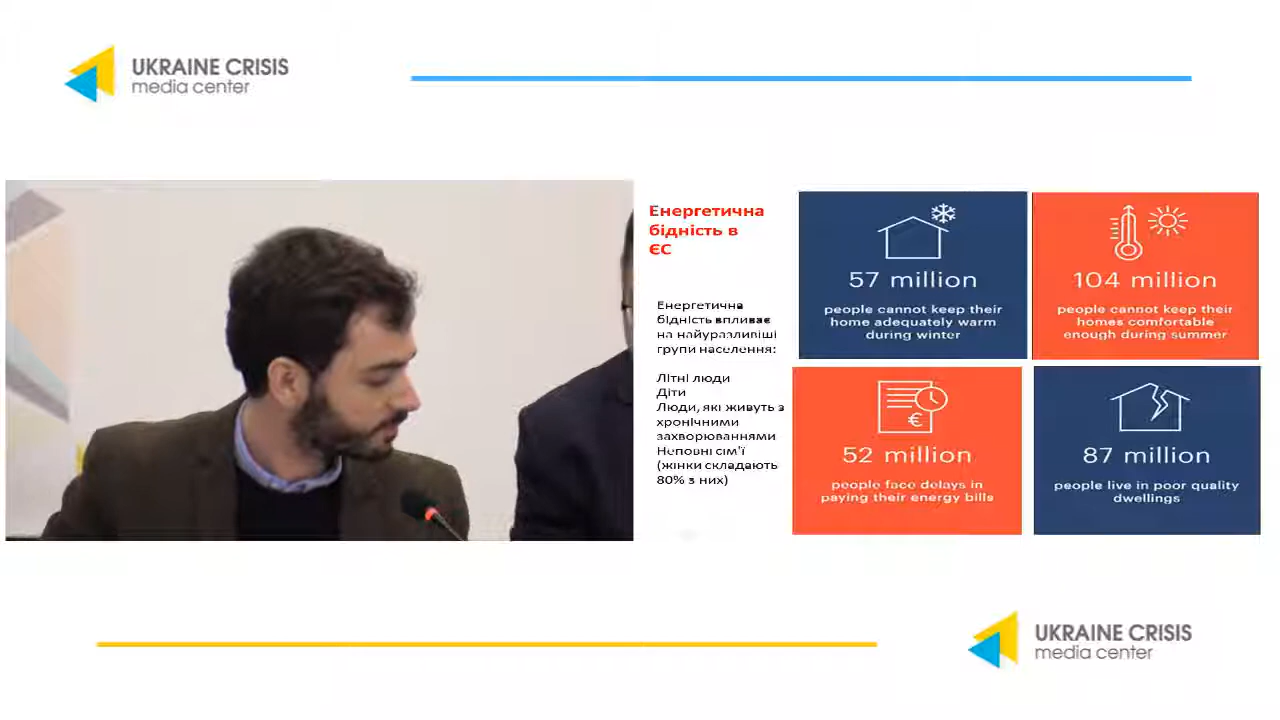 UKRAINE CRISIS
media center
Енергетична
бідність в
ЄС
Енергетична
бідність впливає
на найуразливіші
групи населення:
Літні люди
Діти
Люди, які живуть з
хронічними
захворюваннями
Неповні сім'ї
(жінки складають
80% з них)
57 million
people cannot keep their
home adequately warm
during winter
104 million
people cannot keep their
homes comfortable
enough during summer
52 million
people face delays in
paying their energy bills
87 million
people live in poor quality
dwellings
UKRAINE CRISIS
media center